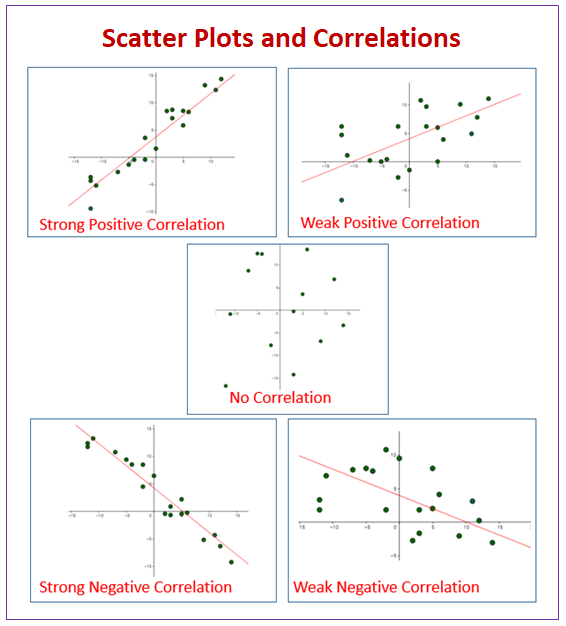 Scatter Plots and Correlations
Strong Positive Correlation
Weak Positive Correlation
No Correlation
Strong Negative Correlation
Weak Negative Correlation